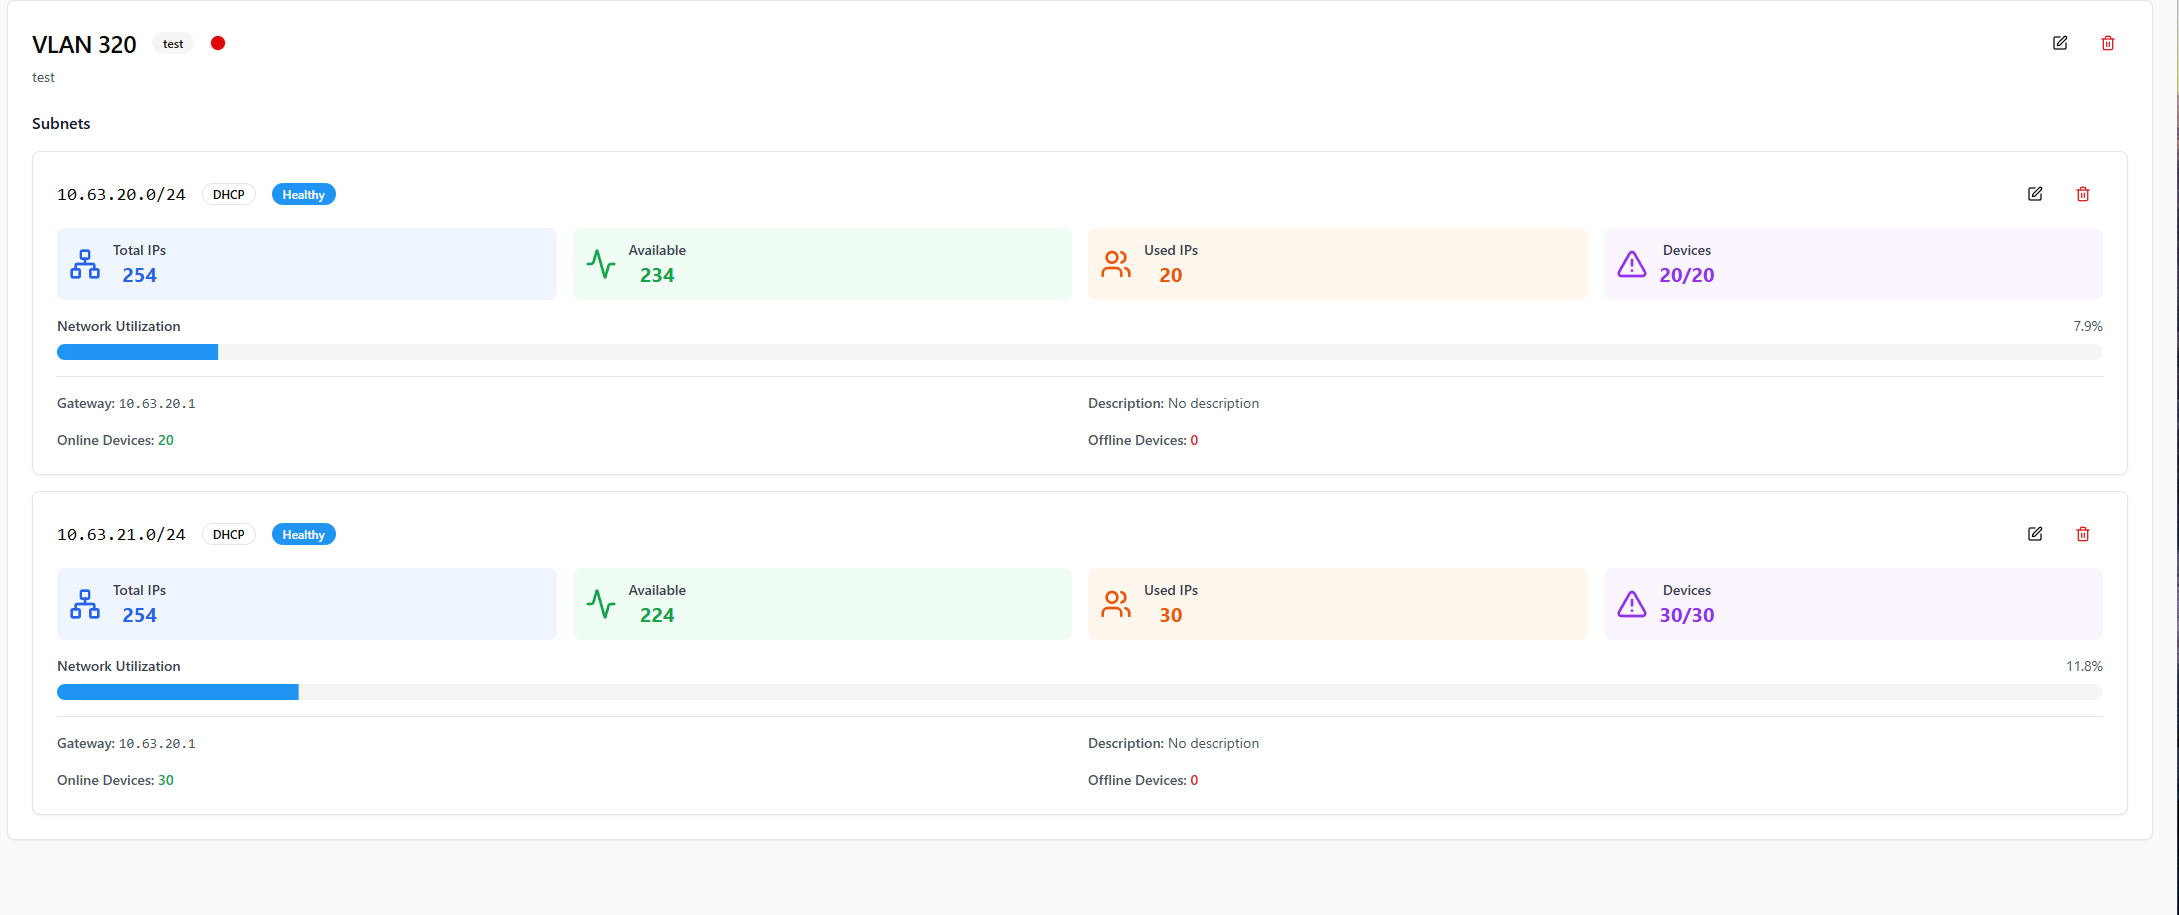 VLAN 320 test
test
Subnets
10.63.20.0/24 DHCP Healthy
Total IPs
254
Available
234
Used IPs
20
Devices
20/20
Network Utilization 7.9%
Gateway: 10.63.20.1
Description: No description
Online Devices: 20
Offline Devices: 0
10.63.21.0/24 DHCP Healthy
Total IPs
254
Available
224
Used IPs
30
Devices
30/30
Network Utilization 11.8%
Gateway: 10.63.20.1
Description: No description
Online Devices: 30
Offline Devices: 0